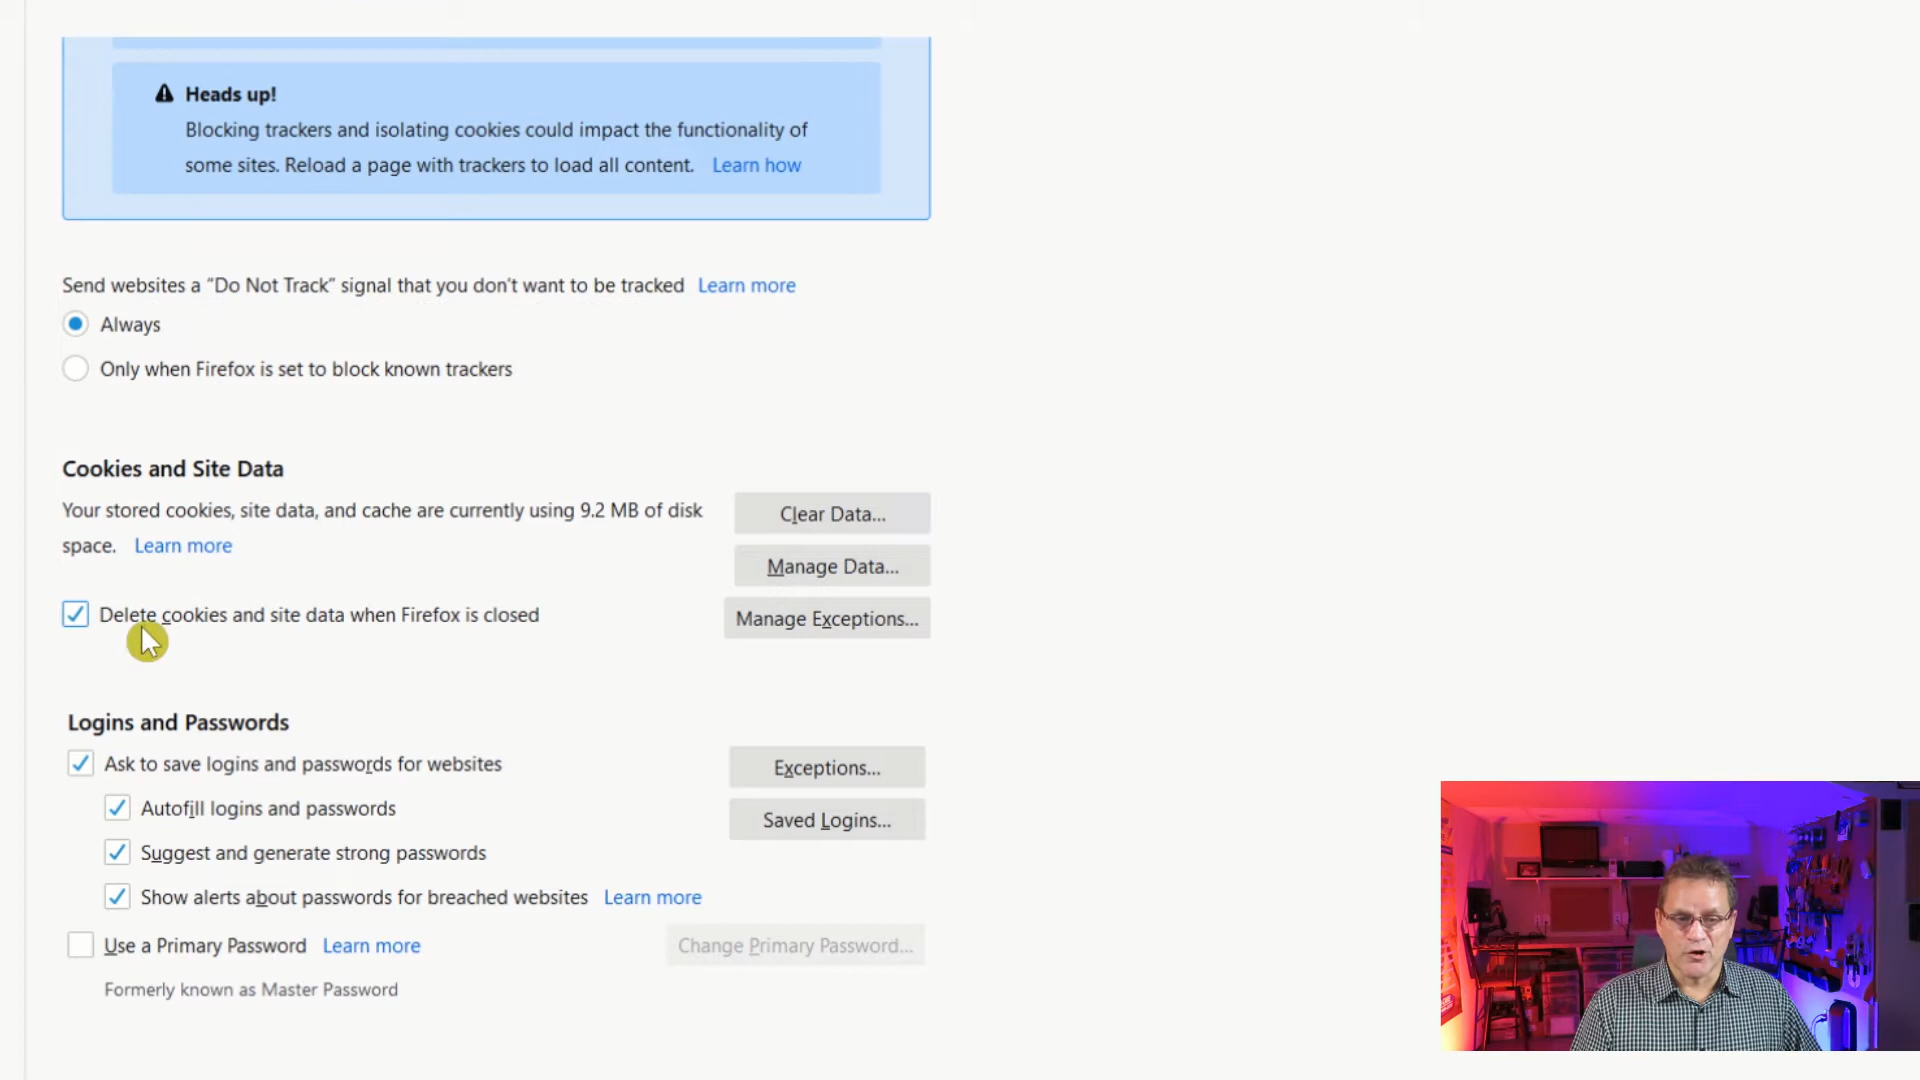 Heads up!
Blocking trackers and isolating cookies could impact the functionality of
some sites. Reload a page with trackers to load all content. Learn how
Send websites a “Do Not Track” signal that you don’t want to be tracked Learn more
Always
Only when Firefox is set to block known trackers
Cookies and Site Data
Your stored cookies, site data, and cache are currently using 9.2 MB of disk
space. Learn more
Clear Data...
Manage Data...
Delete cookies and site data when Firefox is closed
Manage Exceptions...
Logins and Passwords
Ask to save logins and passwords for websites
Exceptions...
Autofill logins and passwords
Saved Logins...
Suggest and generate strong passwords
Show alerts about passwords for breached websites Learn more
Use a Primary Password Learn more
Change Primary Password...
Formerly known as Master Password